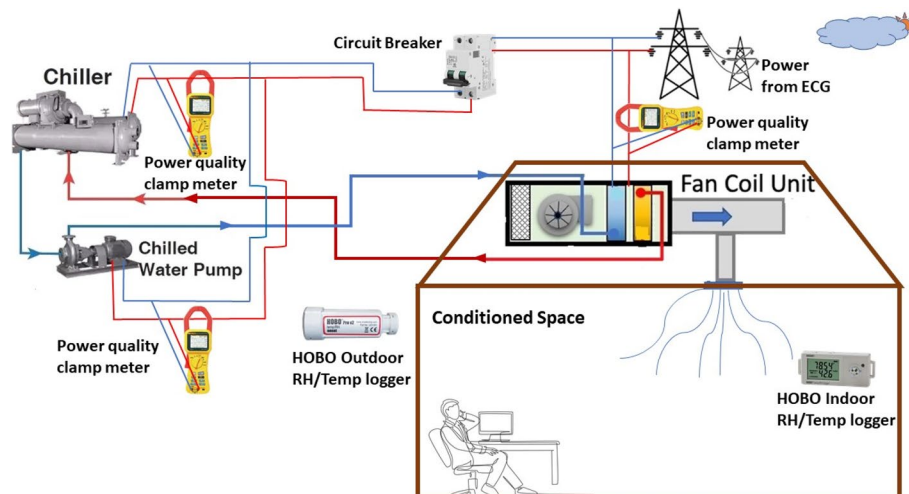 Circuit Breaker
Power
from ECG
Chiller
Power quality
clamp meter
Power quality
clamp meter
Fan Coil Unit
Chilled
Water Pump
HOBO
Conditioned Space
Power quality
clamp meter
HOBO Outdoor
RH/Temp logger
HOBO Indoor
RH/Temp logger